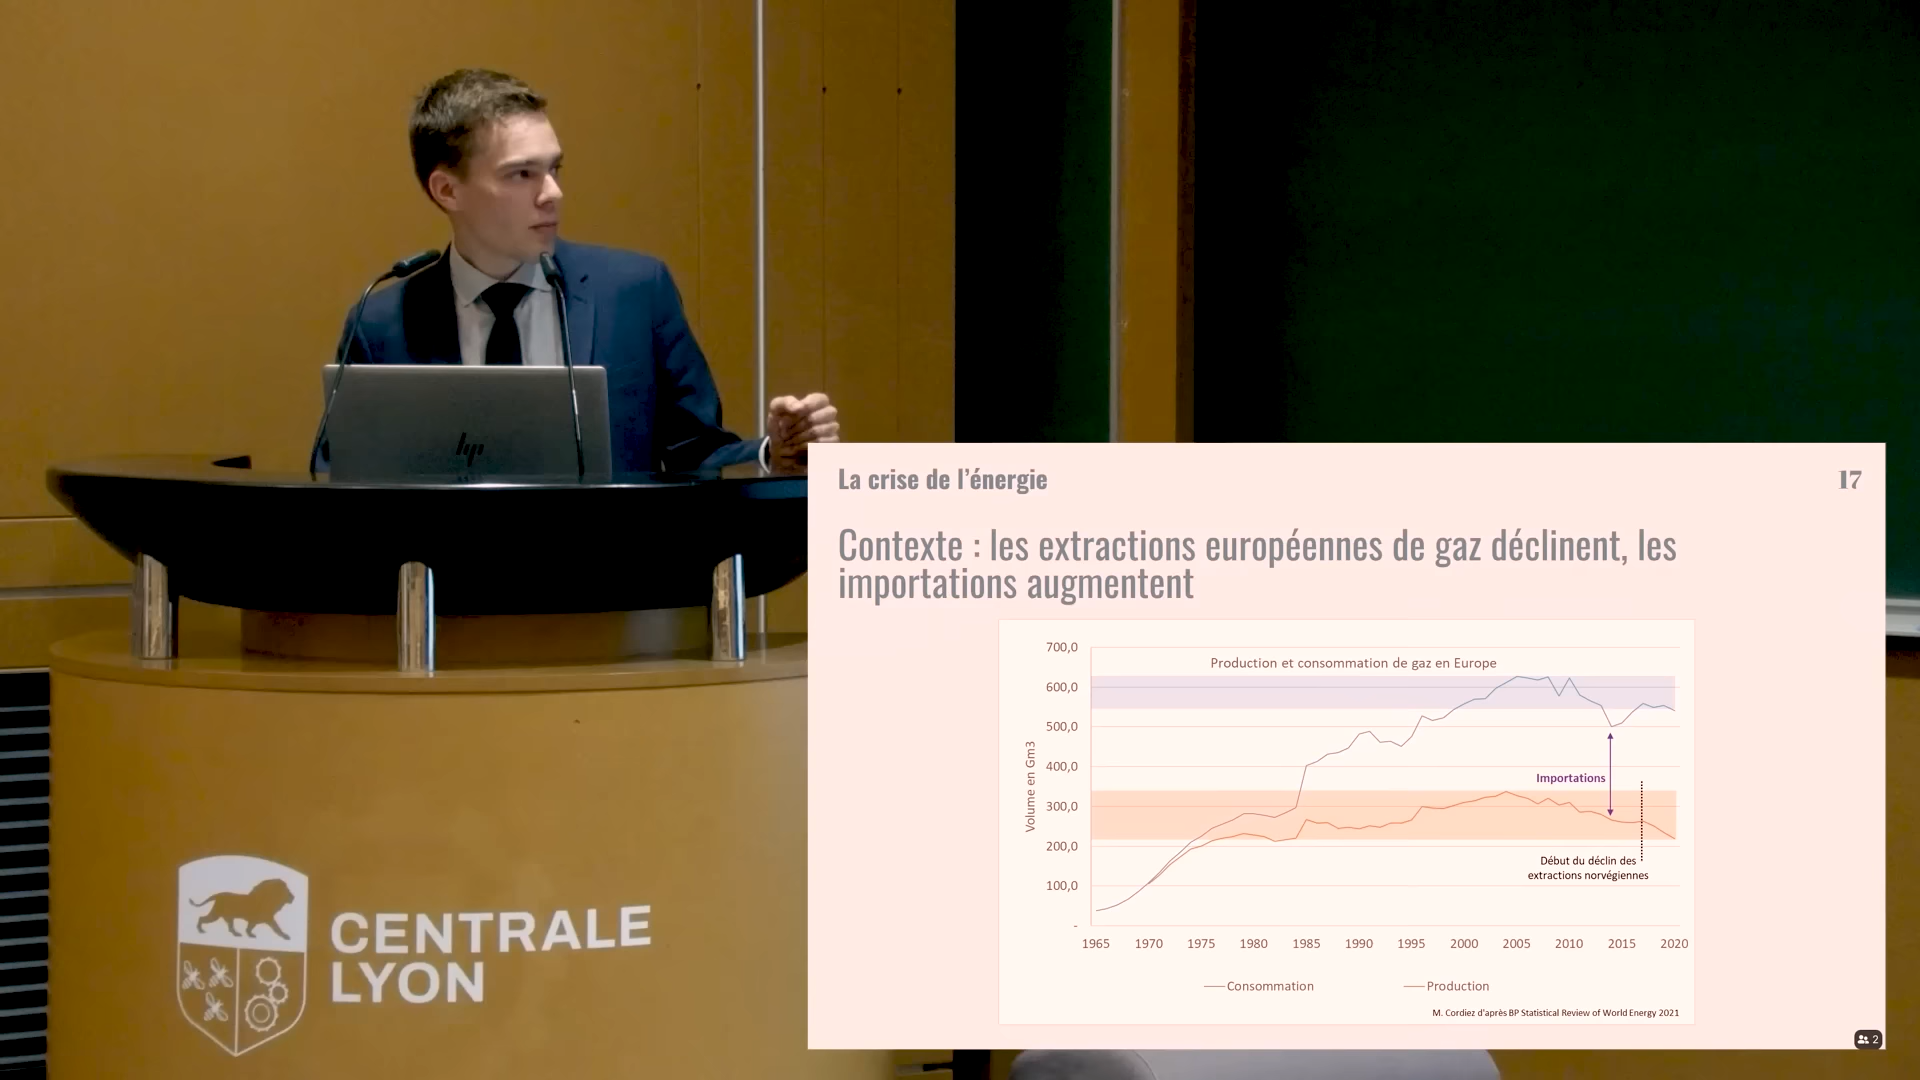 hp
CENTRALE
LYON
La crise de l'énergie
17
Contexte : les extractions européennes de gaz déclinent, les
importations augmentent
Production et consommation de gaz en Europe
Volume en Gm3
700,0
600,0
500,0
400,0
300,0
200,0
100,0
-
Importations
Début du déclin des
extractions norvégiennes
1965 1970 1975 1980 1985 1990 1995 2000 2005 2010 2015 2020
Consommation Production
M. Cordiez d'après BP Statistical Review of World Energy 2021
2